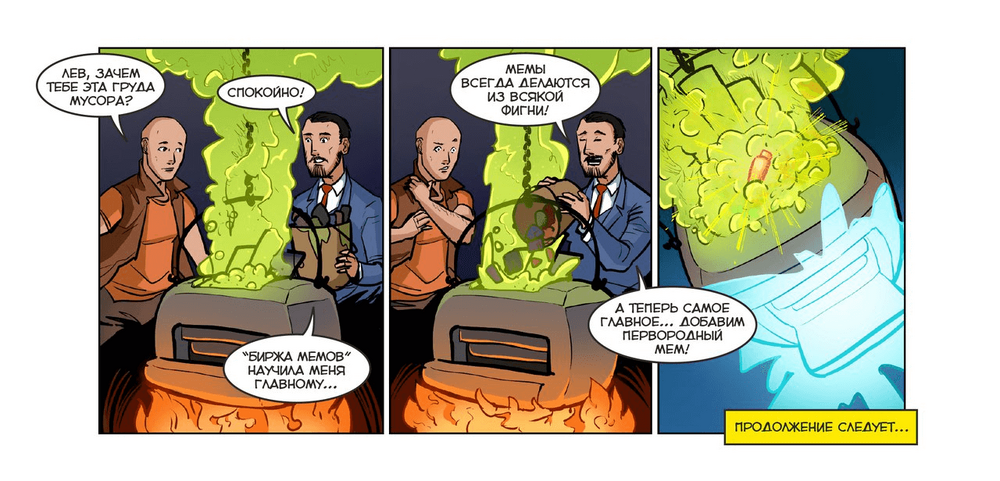 ЛЕВ, ЗАЧЕМ
ТЕБЕ ЭТА ГРУДА
МУСОРА?
СПОКОЙНО!
"БИРЖА МЕМОВ"
НАУЧИЛА МЕНЯ
ГЛАВНОМУ...
МЕМЫ
ВСЕГДА ДЕЛАЮТСЯ
ИЗ ВСЯКОЙ
ФИГНИ!
А ТЕПЕРЬ САМОЕ
ГЛАВНОЕ... ДОБАВИМ
ПЕРВОРОДНЫЙ
МЕМ!
ПРОДОЛЖЕНИЕ СЛЕДУЕТ...